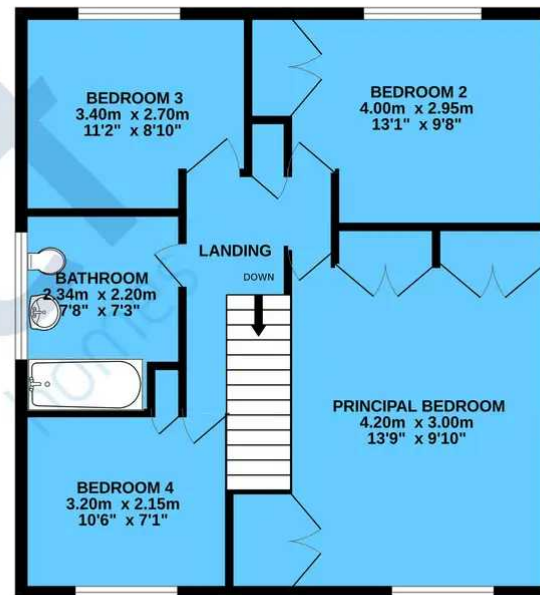 BEDROOM 3
3.40m x 2.70m
11'2" x 8'10"
BEDROOM 2
4.00m x 2.95m
13'1" x 9'8"
LANDING
DOWN
BATHROOM
2.34m x 2.20m
7'8" x 7'3"
PRINCIPAL BEDROOM
4.20m x 3.00m
13'9" x 9'10"
BEDROOM 4
3.20m x 2.15m
10'6" x 7'1"
homes